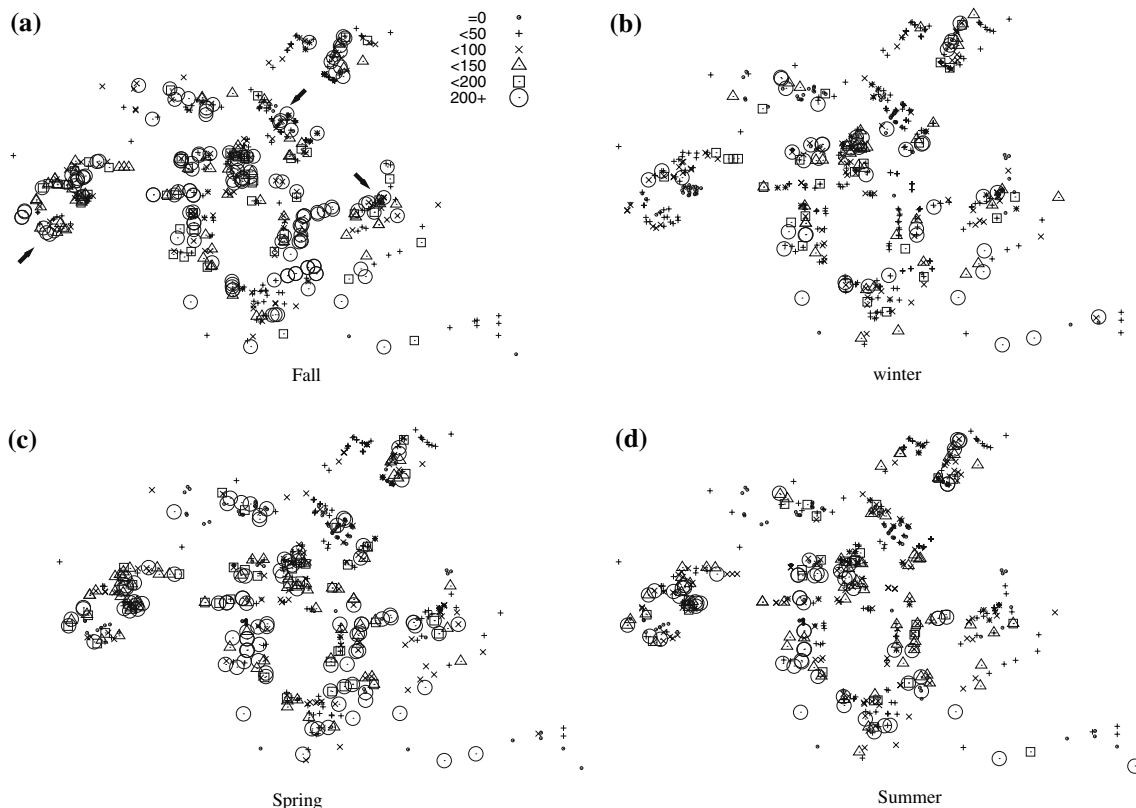 (a)
=0
<50
<100
<150
<200
200+
(b)
Fall
winter
(c)
(d)
Spring
Summer